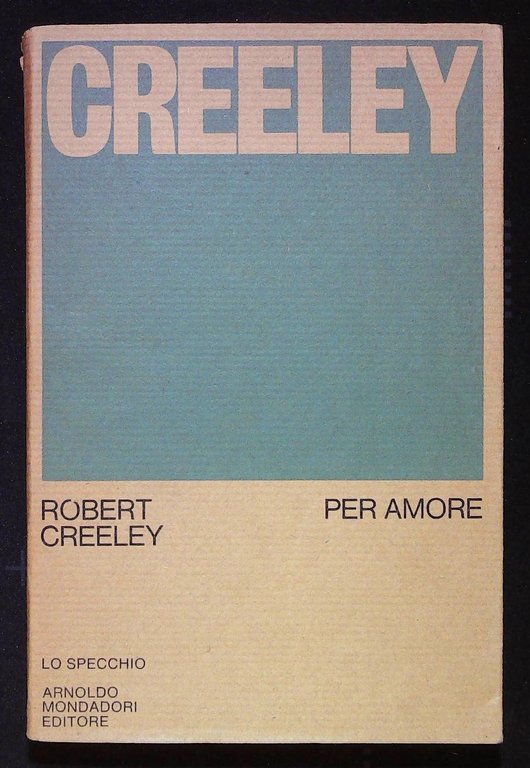 CREELEY
ROBERT
CREELEY
PER AMORE
LO SPECCHIO
ARNOLDO
MONDADORI
EDITORE